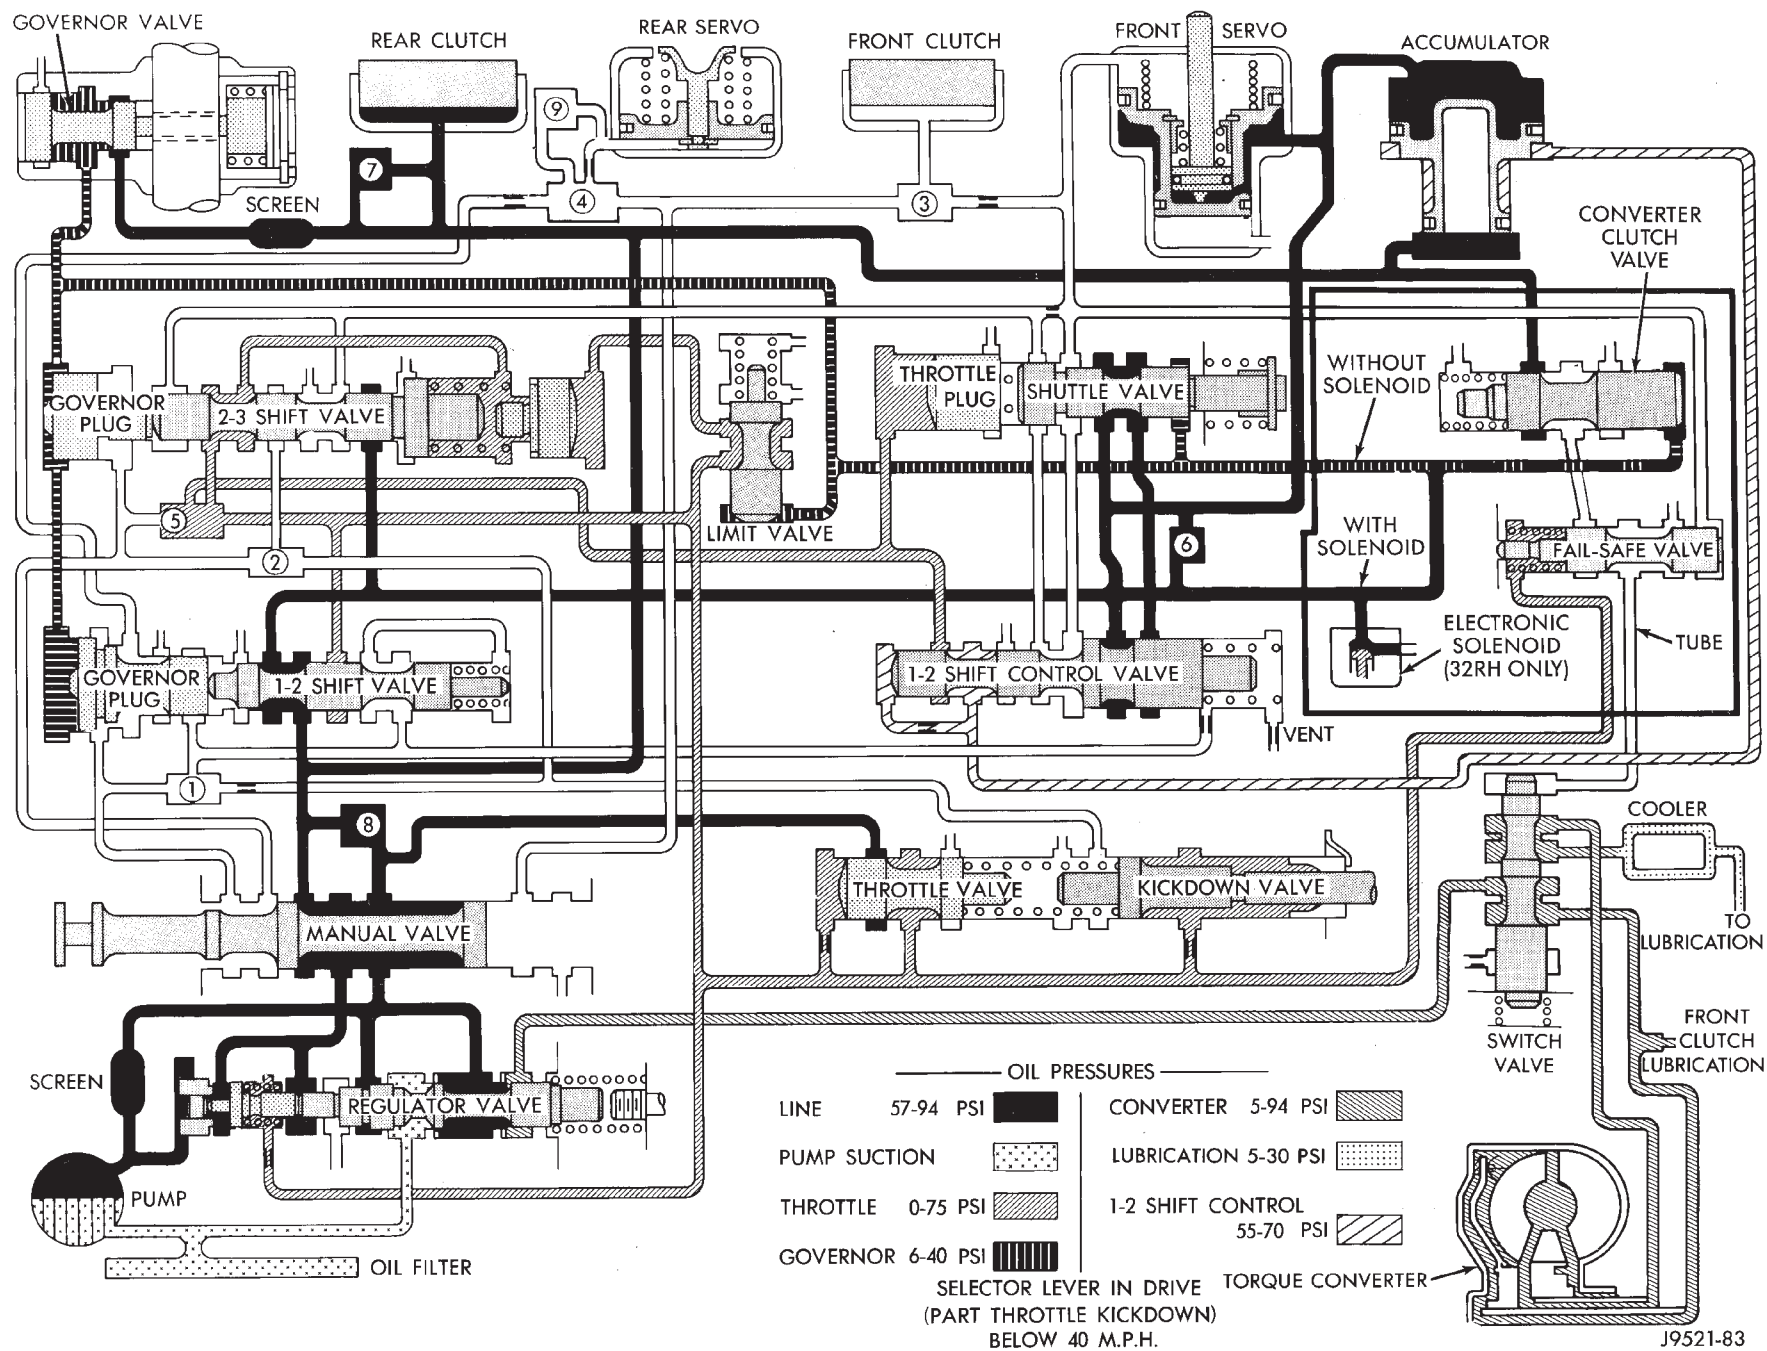 GOVERNOR VALVE
REAR CLUTCH
REAR SERVO
FRONT CLUTCH
FRONT SERVO
ACCUMULATOR
9
7
4
3
SCREEN
CONVERTER
CLUTCH
VALVE
GOVERNOR
PLUG
2-3 SHIFT VALVE
THROTTLE
PLUG
SHUTTLE VALVE
WITHOUT
SOLENOID
5
LIMIT VALVE
6
WITH
SOLENOID
FAIL-SAFE VALVE
2
GOVERNOR
PLUG
1-2 SHIFT VALVE
1-2 SHIFT CONTROL VALVE
ELECTRONIC
SOLENOID
(32RH ONLY)
TUBE
VENT
1
8
COOLER
THROTTLE VALVE
KICKDOWN VALVE
MANUAL VALVE
TO
LUBRICATION
SWITCH
VALVE
FRONT
CLUTCH
LUBRICATION
SCREEN
REGULATOR VALVE
PUMP
OIL FILTER
OIL PRESSURES
LINE 57-94 PSI
PUMP SUCTION
THROTTLE 0-75 PSI
GOVERNOR 6-40 PSI
CONVERTER 5-94 PSI
LUBRICATION 5-30 PSI
1-2 SHIFT CONTROL
55-70 PSI
SELECTOR LEVER IN DRIVE
(PART THROTTLE KICKDOWN)
BELOW 40 M.P.H.
TORQUE CONVERTER
J9521-83